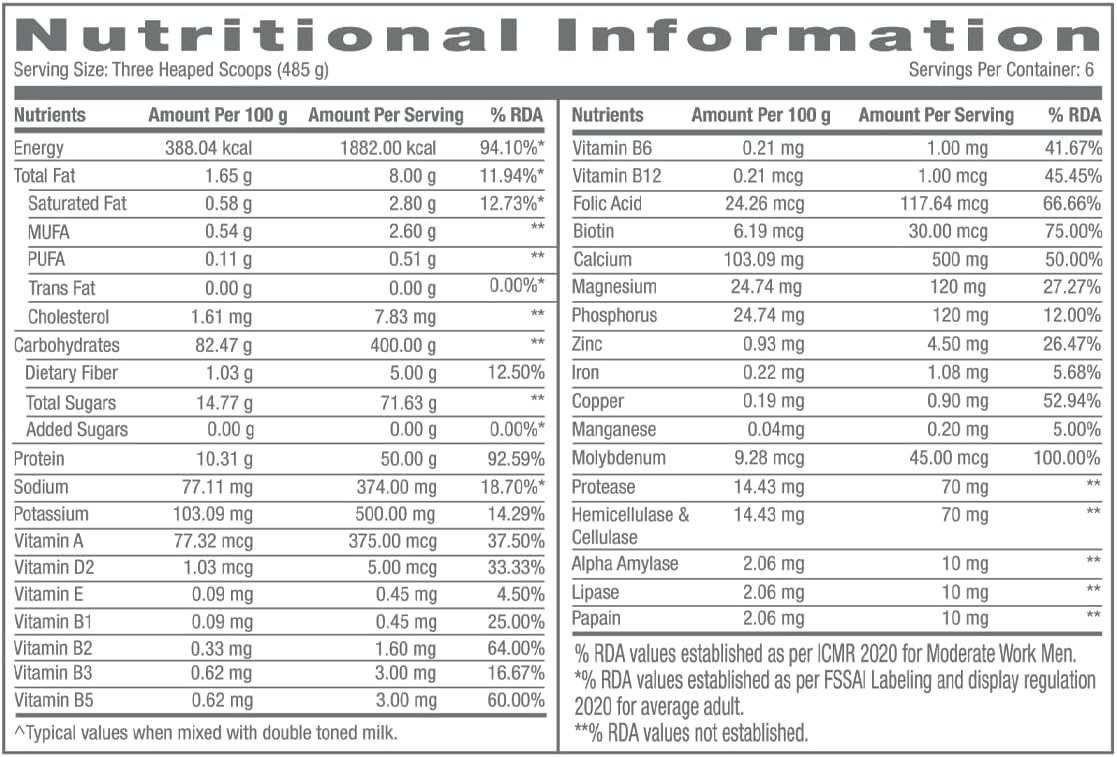 Nutritional Information
Serving Size: Three Heaped Scoops (485 g) Servings Per Container: 6
Nutrients Amount Per 100 g Amount Per Serving % RDA
Energy 388.04 kcal 1882.00 kcal 94.10%*
Total Fat 1.65 g 8.00 g 11.94%*
Saturated Fat 0.58 g 2.80 g 12.73%*
MUFA 0.54 g 2.60 g **
PUFA 0.11 g 0.51 g **
Trans Fat 0.00 g 0.00 g 0.00%*
Cholesterol 1.61 mg 7.83 mg **
Carbohydrates 82.47 g 400.00 g **
Dietary Fiber 1.03 g 5.00 g 12.50%
Total Sugars 14.77 g 71.63 g **
Added Sugars 0.00 g 0.00 g 0.00%*
Protein 10.31 g 50.00 g 92.59%
Sodium 77.11 mg 374.00 mg 18.70%*
Potassium 103.09 mg 500.00 mg 14.29%
Vitamin A 77.32 mcg 375.00 mcg 37.50%
Vitamin D2 1.03 mcg 5.00 mcg 33.33%
Vitamin E 0.09 mg 0.45 mg 4.50%
Vitamin B1 0.09 mg 0.45 mg 25.00%
Vitamin B2 0.33 mg 1.60 mg 64.00%
Vitamin B3 0.62 mg 3.00 mg 16.67%
Vitamin B5 0.62 mg 3.00 mg 60.00%
^Typical values when mixed with double toned milk.
Nutrients Amount Per 100 g Amount Per Serving % RDA
Vitamin B6 0.21 mg 1.00 mg 41.67%
Vitamin B12 0.21 mcg 1.00 mcg 45.45%
Folic Acid 24.26 mcg 117.64 mcg 66.66%
Biotin 6.19 mcg 30.00 mcg 75.00%
Calcium 103.09 mg 500 mg 50.00%
Magnesium 24.74 mg 120 mg 27.27%
Phosphorus 24.74 mg 120 mg 12.00%
Zinc 0.93 mg 4.50 mg 26.47%
Iron 0.22 mg 1.08 mg 5.68%
Copper 0.19 mg 0.90 mg 52.94%
Manganese 0.04mg 0.20 mg 5.00%
Molybdenum 9.28 mcg 45.00 mcg 100.00%
Protease 14.43 mg 70 mg **
Hemicellulase & 14.43 mg 70 mg **
Cellulase
Alpha Amylase 2.06 mg 10 mg **
Lipase 2.06 mg 10 mg **
Papain 2.06 mg 10 mg **
% RDA values established as per ICMR 2020 for Moderate Work Men.
*% RDA values established as per FSSAI Labeling and display regulation
2020 for average adult.
**% RDA values not established.